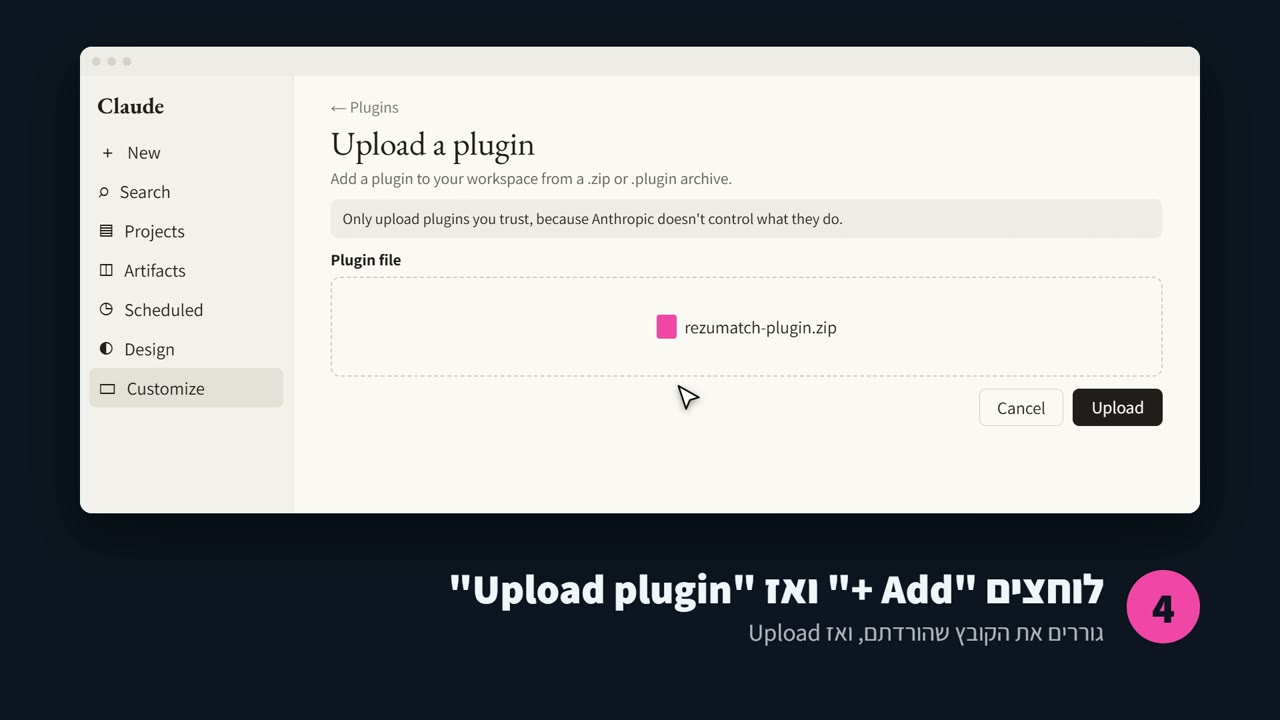 Claude
+ New
Search
Projects
Artifacts
Scheduled
Design
Customize
← Plugins
Upload a plugin
Add a plugin to your workspace from a .zip or .plugin archive.
Only upload plugins you trust, because Anthropic doesn't control what they do.
Plugin file
rezumatch-plugin.zip
Cancel
Upload
4
לוחצים "Add +" ואז "Upload plugin"
גוררים את הקובץ שהורדתם, ואז Upload